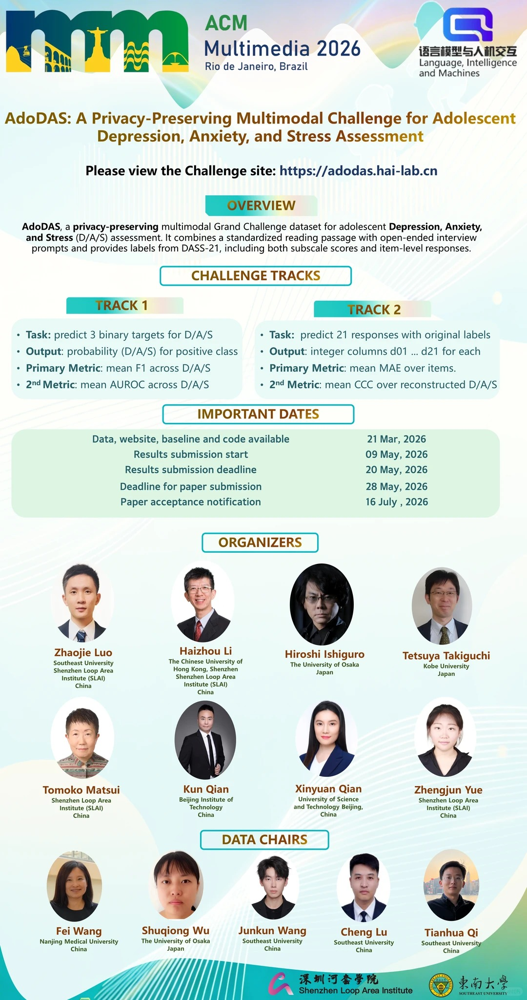 mm
ACM
Multimedia 2026
Rio de Janeiro, Brazil
语言模型与人机交互
Language, Intelligence
and Machines
AdoDAS: A Privacy-Preserving Multimodal Challenge for Adolescent
Depression, Anxiety, and Stress Assessment
Please view the Challenge site: https://adodas.hai-lab.cn
OVERVIEW
AdoDAS, a privacy-preserving multimodal Grand Challenge dataset for adolescent Depression, Anxiety,
and Stress (D/A/S) assessment. It combines a standardized reading passage with open-ended interview
prompts and provides labels from DASS-21, including both subscale scores and item-level responses.
CHALLENGE TRACKS
TRACK 1
• Task: predict 3 binary targets for D/A/S
• Output: probability (D/A/S) for positive class
• Primary Metric: mean F1 across D/A/S
• 2nd Metric: mean AUROC across D/A/S
TRACK 2
• Task: predict 21 responses with original labels
• Output: integer columns d01 ... d21 for each
• Primary Metric: mean MAE over items.
• 2nd Metric: mean CCC over reconstructed D/A/S
IMPORTANT DATES
Data, website, baseline and code available 21 Mar, 2026
Results submission start 09 May, 2026
Results submission deadline 20 May, 2026
Deadline for paper submission 28 May, 2026
Paper acceptance notification 16 July , 2026
ORGANIZERS
Zhaojie Luo
Southeast University
Shenzhen Loop Area
Institute (SLAI)
China
Haizhou Li
The Chinese University of
Hong Kong, Shenzhen
Shenzhen Loop Area
Institute (SLAI)
China
Hiroshi Ishiguro
The University of Osaka
Japan
Tetsuya Takiguchi
Kobe University
Japan
Tomoko Matsui
Shenzhen Loop Area
Institute (SLAI)
China
Kun Qian
Beijing Institute of
Technology
China
Xinyuan Qian
University of Science
and Technology Beijing,
China
Zhengjun Yue
Shenzhen Loop Area
Institute (SLAI)
China
DATA CHAIRS
Fei Wang
Nanjing Medical University
China
Shuqiong Wu
The University of Osaka
Japan
Junkun Wang
Southeast University
China
Cheng Lu
Southeast University
China
Tianhua Qi
Southeast University
China
深圳河套學院
Shenzhen Loop Area Institute
東南大學
SOUTHEAST UNIVERSITY